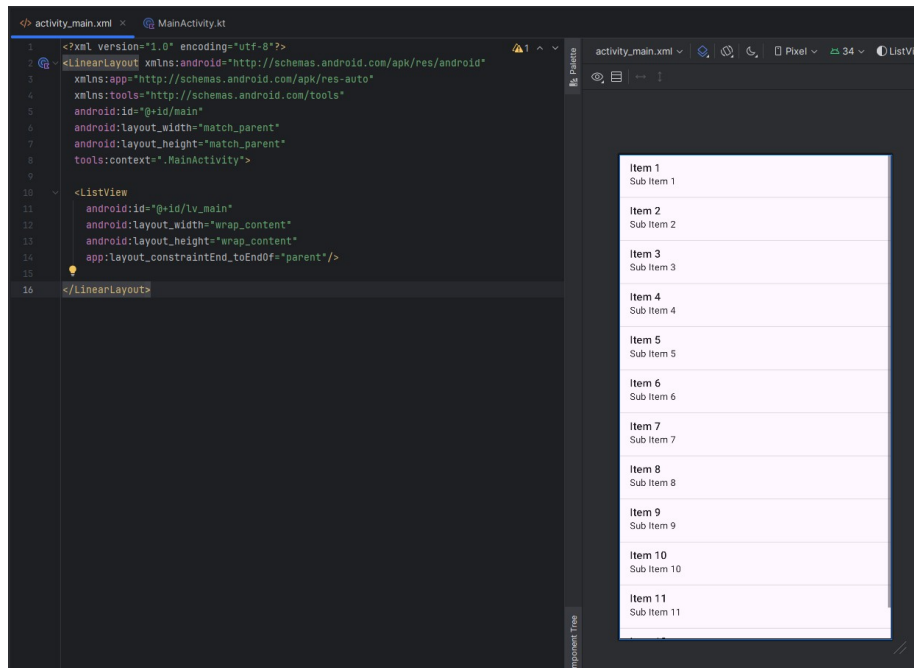 activity_main.xml
MainActivity.kt
1 <?xml version="1.0" encoding="utf-8"?>
2 <LinearLayout xmlns:android="http://schemas.android.com/apk/res/android"
3 xmlns:app="http://schemas.android.com/apk/res-auto"
4 xmlns:tools="http://schemas.android.com/tools"
5 android:id="@+id/main"
6 android:layout_width="match_parent"
7 android:layout_height="match_parent"
8 tools:context=".MainActivity">
9
10 <ListView
11 android:id="@+id/lv_main"
12 android:layout_width="wrap_content"
13 android:layout_height="wrap_content"
14 app:layout_constraintEnd_toEndOf="parent"/>
15
16 </LinearLayout>
1
Palette
Component Tree
activity_main.xml
Pixel
34
ListVi
Item 1
Sub Item 1
Item 2
Sub Item 2
Item 3
Sub Item 3
Item 4
Sub Item 4
Item 5
Sub Item 5
Item 6
Sub Item 6
Item 7
Sub Item 7
Item 8
Sub Item 8
Item 9
Sub Item 9
Item 10
Sub Item 10
Item 11
Sub Item 11